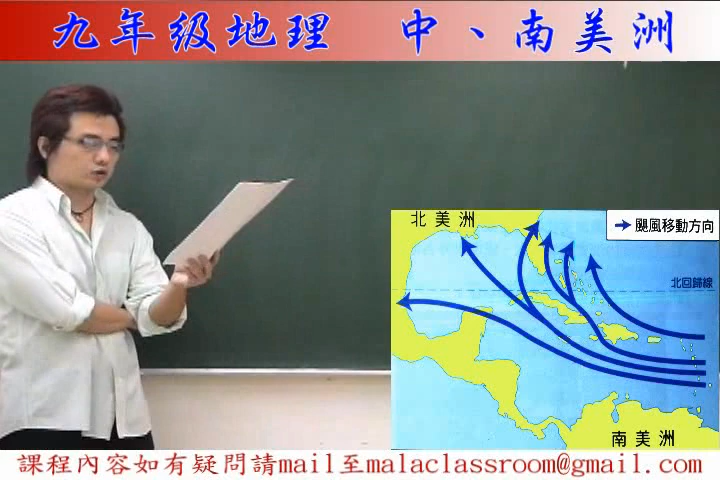 九年級地理 中、南美洲
北美洲
颶風移動方向
北回歸線
南美洲
課程內容如有疑問請mail至malaclassroom@gmail.com